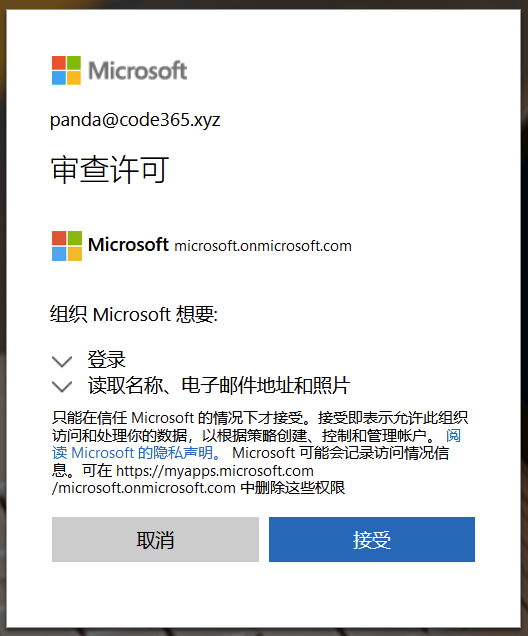 Microsoft
panda@code365.xyz
审查许可
Microsoft microsoft.onmicrosoft.com
组织 Microsoft 想要:
登录
读取名称、电子邮件地址和照片
只能在信任 Microsoft 的情况下才接受。接受即表示允许此组织
访问和处理你的数据，以根据策略创建、控制和管理帐户。 阅
读 Microsoft 的隐私声明。 Microsoft 可能会记录访问情况信
息。可在 https://myapps.microsoft.com
/microsoft.onmicrosoft.com 中删除这些权限
取消
接受